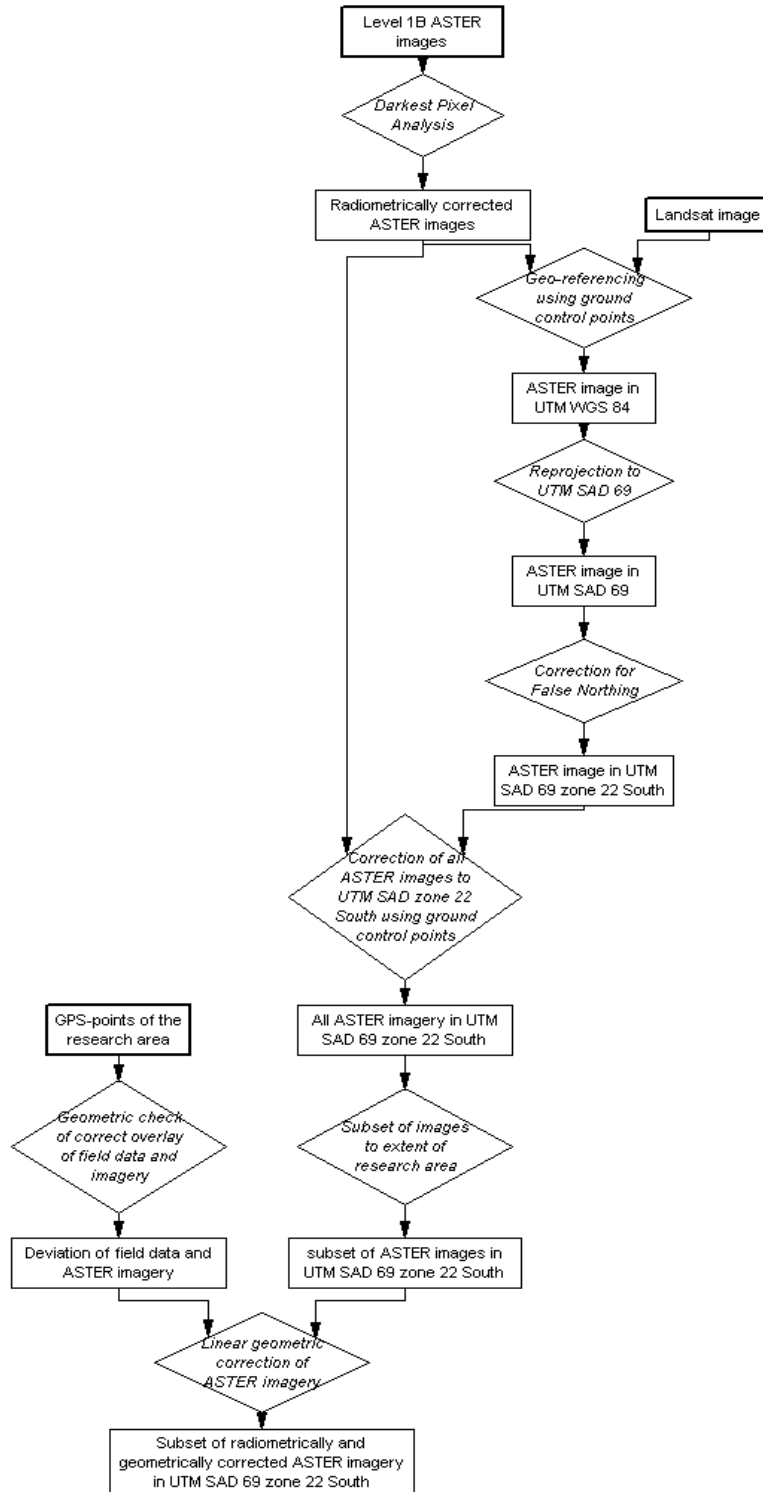 Level 1B ASTER
images
Darkest Pixel
Analysis
Radiometrically corrected
ASTER images
Landsat image
Geo-referencing
using ground
control points
ASTER image in
UTM WGS 84
Reprojection to
UTM SAD 69
ASTER image in
UTM SAD 69
Correction for
False Northing
ASTER image in UTM
SAD 69 zone 22 South
Correction of all
ASTER images to
UTM SAD zone 22
South using ground
control points
GPS-points of the
research area
All ASTER imagery in UTM
SAD 69 zone 22 South
Geometric check
of correct overlay
of field data and
imagery
Subset of images
to extent of
research area
Deviation of field data and
ASTER imagery
subset of ASTER images in
UTM SAD 69 zone 22 South
Linear geometric
correction of
ASTER imagery
Subset of radiometrically and
geometrically corrected ASTER imagery
in UTM SAD 69 zone 22 South